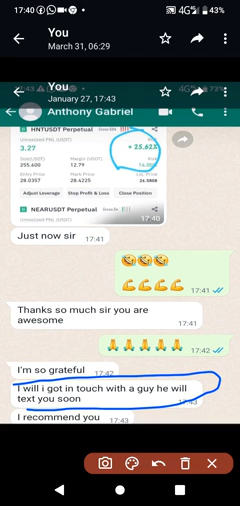 17:40
4G
43%
You
March 31, 06:29
You
January 27, 17:43
Anthony Gabriel
HNTUSDT Perpetual
Unrealized PNL (USDT)
3.27
+ 25.62%
Size(USDT)
Margin (USDT)
255.600
12.79
Entry Price
Mark Price
28.0357
28.4225
Adjust Leverage
Stop Profit & Loss
Close Position
NEARUSDT Perpetual
17:40
Just now sir
17:41
17:41
Thanks so much sir you are
awesome
17:41
17:42
I'm so grateful
17:42
I will i got in touch with a guy he will
text you soon
17:43
I recommend you
17:43